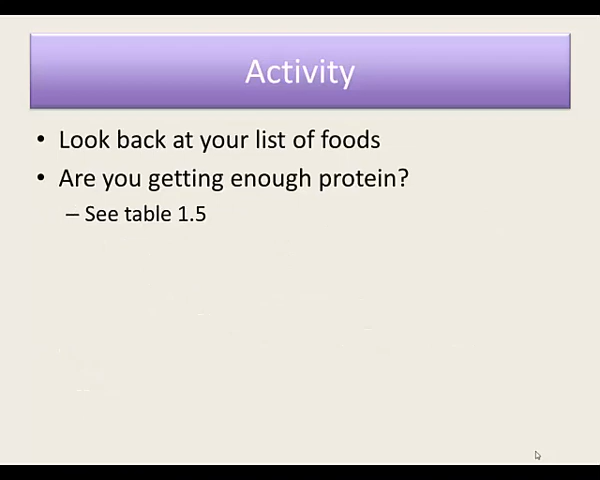 Activity
• Look back at your list of foods
• Are you getting enough protein?
– See table 1.5